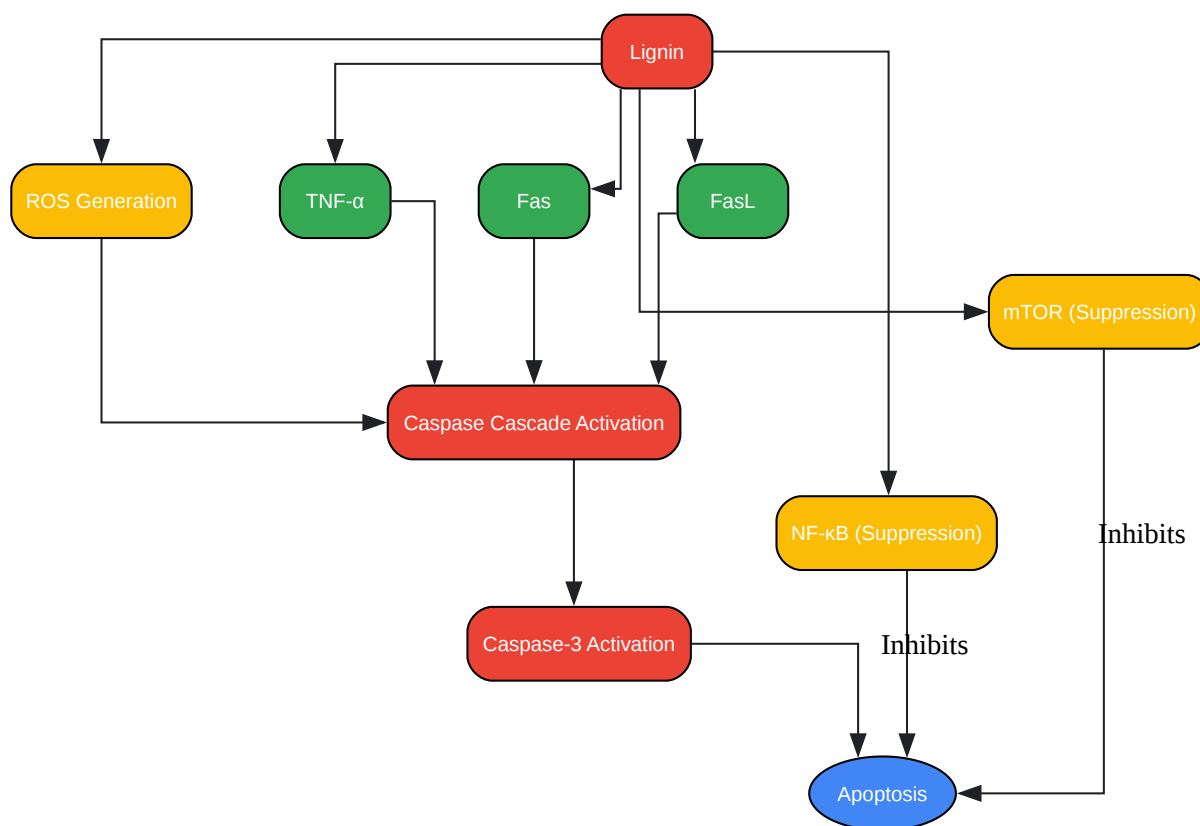 Lignin
ROS Generation
TNF-α
Fas
FasL
mTOR (Suppression)
Caspase Cascade Activation
NF-κB (Suppression)
Inhibits
Caspase-3 Activation
Inhibits
Apoptosis